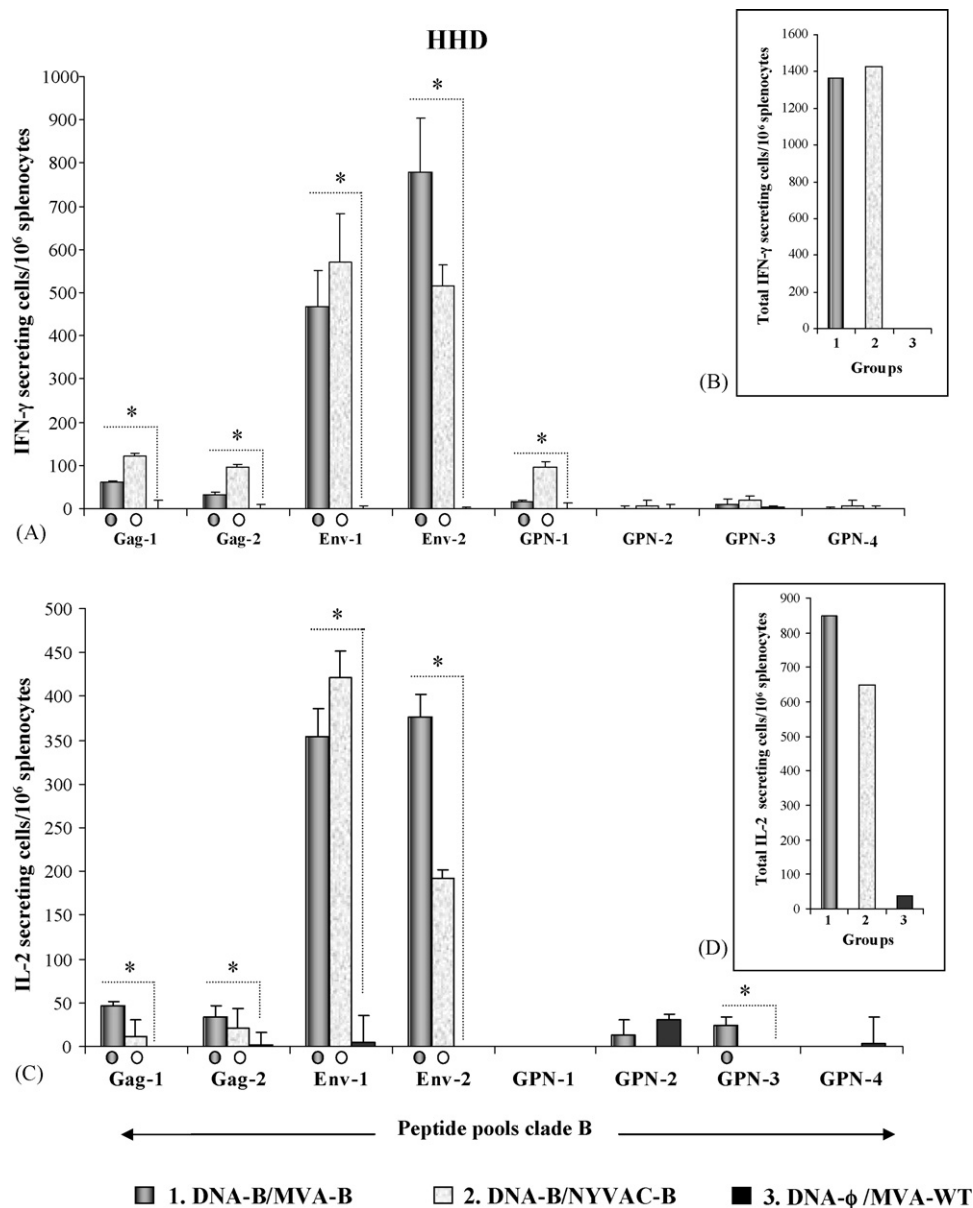 HHD
IFN-γ secreting cells/10⁶ splenocytes
1000
900
800
700
600
500
400
300
200
100
0
*
*
*
*
*
(A)
Gag-1
Gag-2
Env-1
Env-2
GPN-1
GPN-2
GPN-3
GPN-4
Total IFN-γ secreting cells/10⁶ splenocytes
1600
1400
1200
1000
800
600
400
200
0
1
2
3
Groups
(B)
IL-2 secreting cells/10⁶ splenocytes
500
450
400
350
300
250
200
150
100
50
0
*
*
*
*
*
(C)
Gag-1
Gag-2
Env-1
Env-2
GPN-1
GPN-2
GPN-3
GPN-4
Total IL-2 secreting cells/10⁶ splenocytes
900
800
700
600
500
400
300
200
100
0
1
2
3
Groups
(D)
Peptide pools clade B
1. DNA-B/MVA-B
2. DNA-B/NYVAC-B
3. DNA-ϕ /MVA-WT